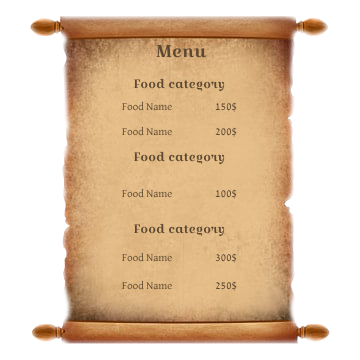 Menu
Food category
Food Name 150$
Food Name 200$
Food category
Food Name 100$
Food category
Food Name 300$
Food Name 250$